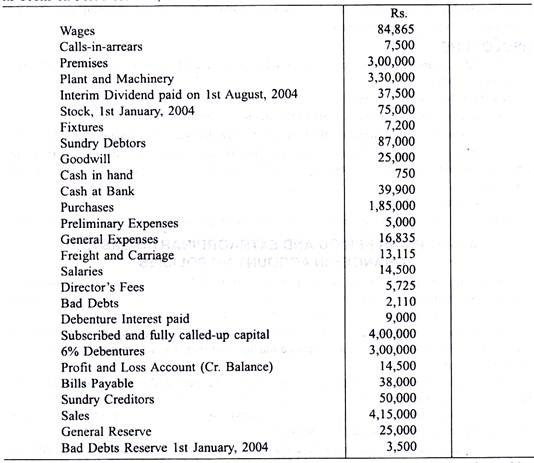 Rs.
Wages 84,865
Calls-in-arrears 7,500
Premises 3,00,000
Plant and Machinery 3,30,000
Interim Dividend paid on 1st August, 2004 37,500
Stock, 1st January, 2004 75,000
Fixtures 7,200
Sundry Debtors 87,000
Goodwill 25,000
Cash in hand 750
Cash at Bank 39,900
Purchases 1,85,000
Preliminary Expenses 5,000
General Expenses 16,835
Freight and Carriage 13,115
Salaries 14,500
Director's Fees 5,725
Bad Debts 2,110
Debenture Interest paid 9,000
Subscribed and fully called-up capital 4,00,000
6% Debentures 3,00,000
Profit and Loss Account (Cr. Balance) 14,500
Bills Payable 38,000
Sundry Creditors 50,000
Sales 4,15,000
General Reserve 25,000
Bad Debts Reserve 1st January, 2004 3,500